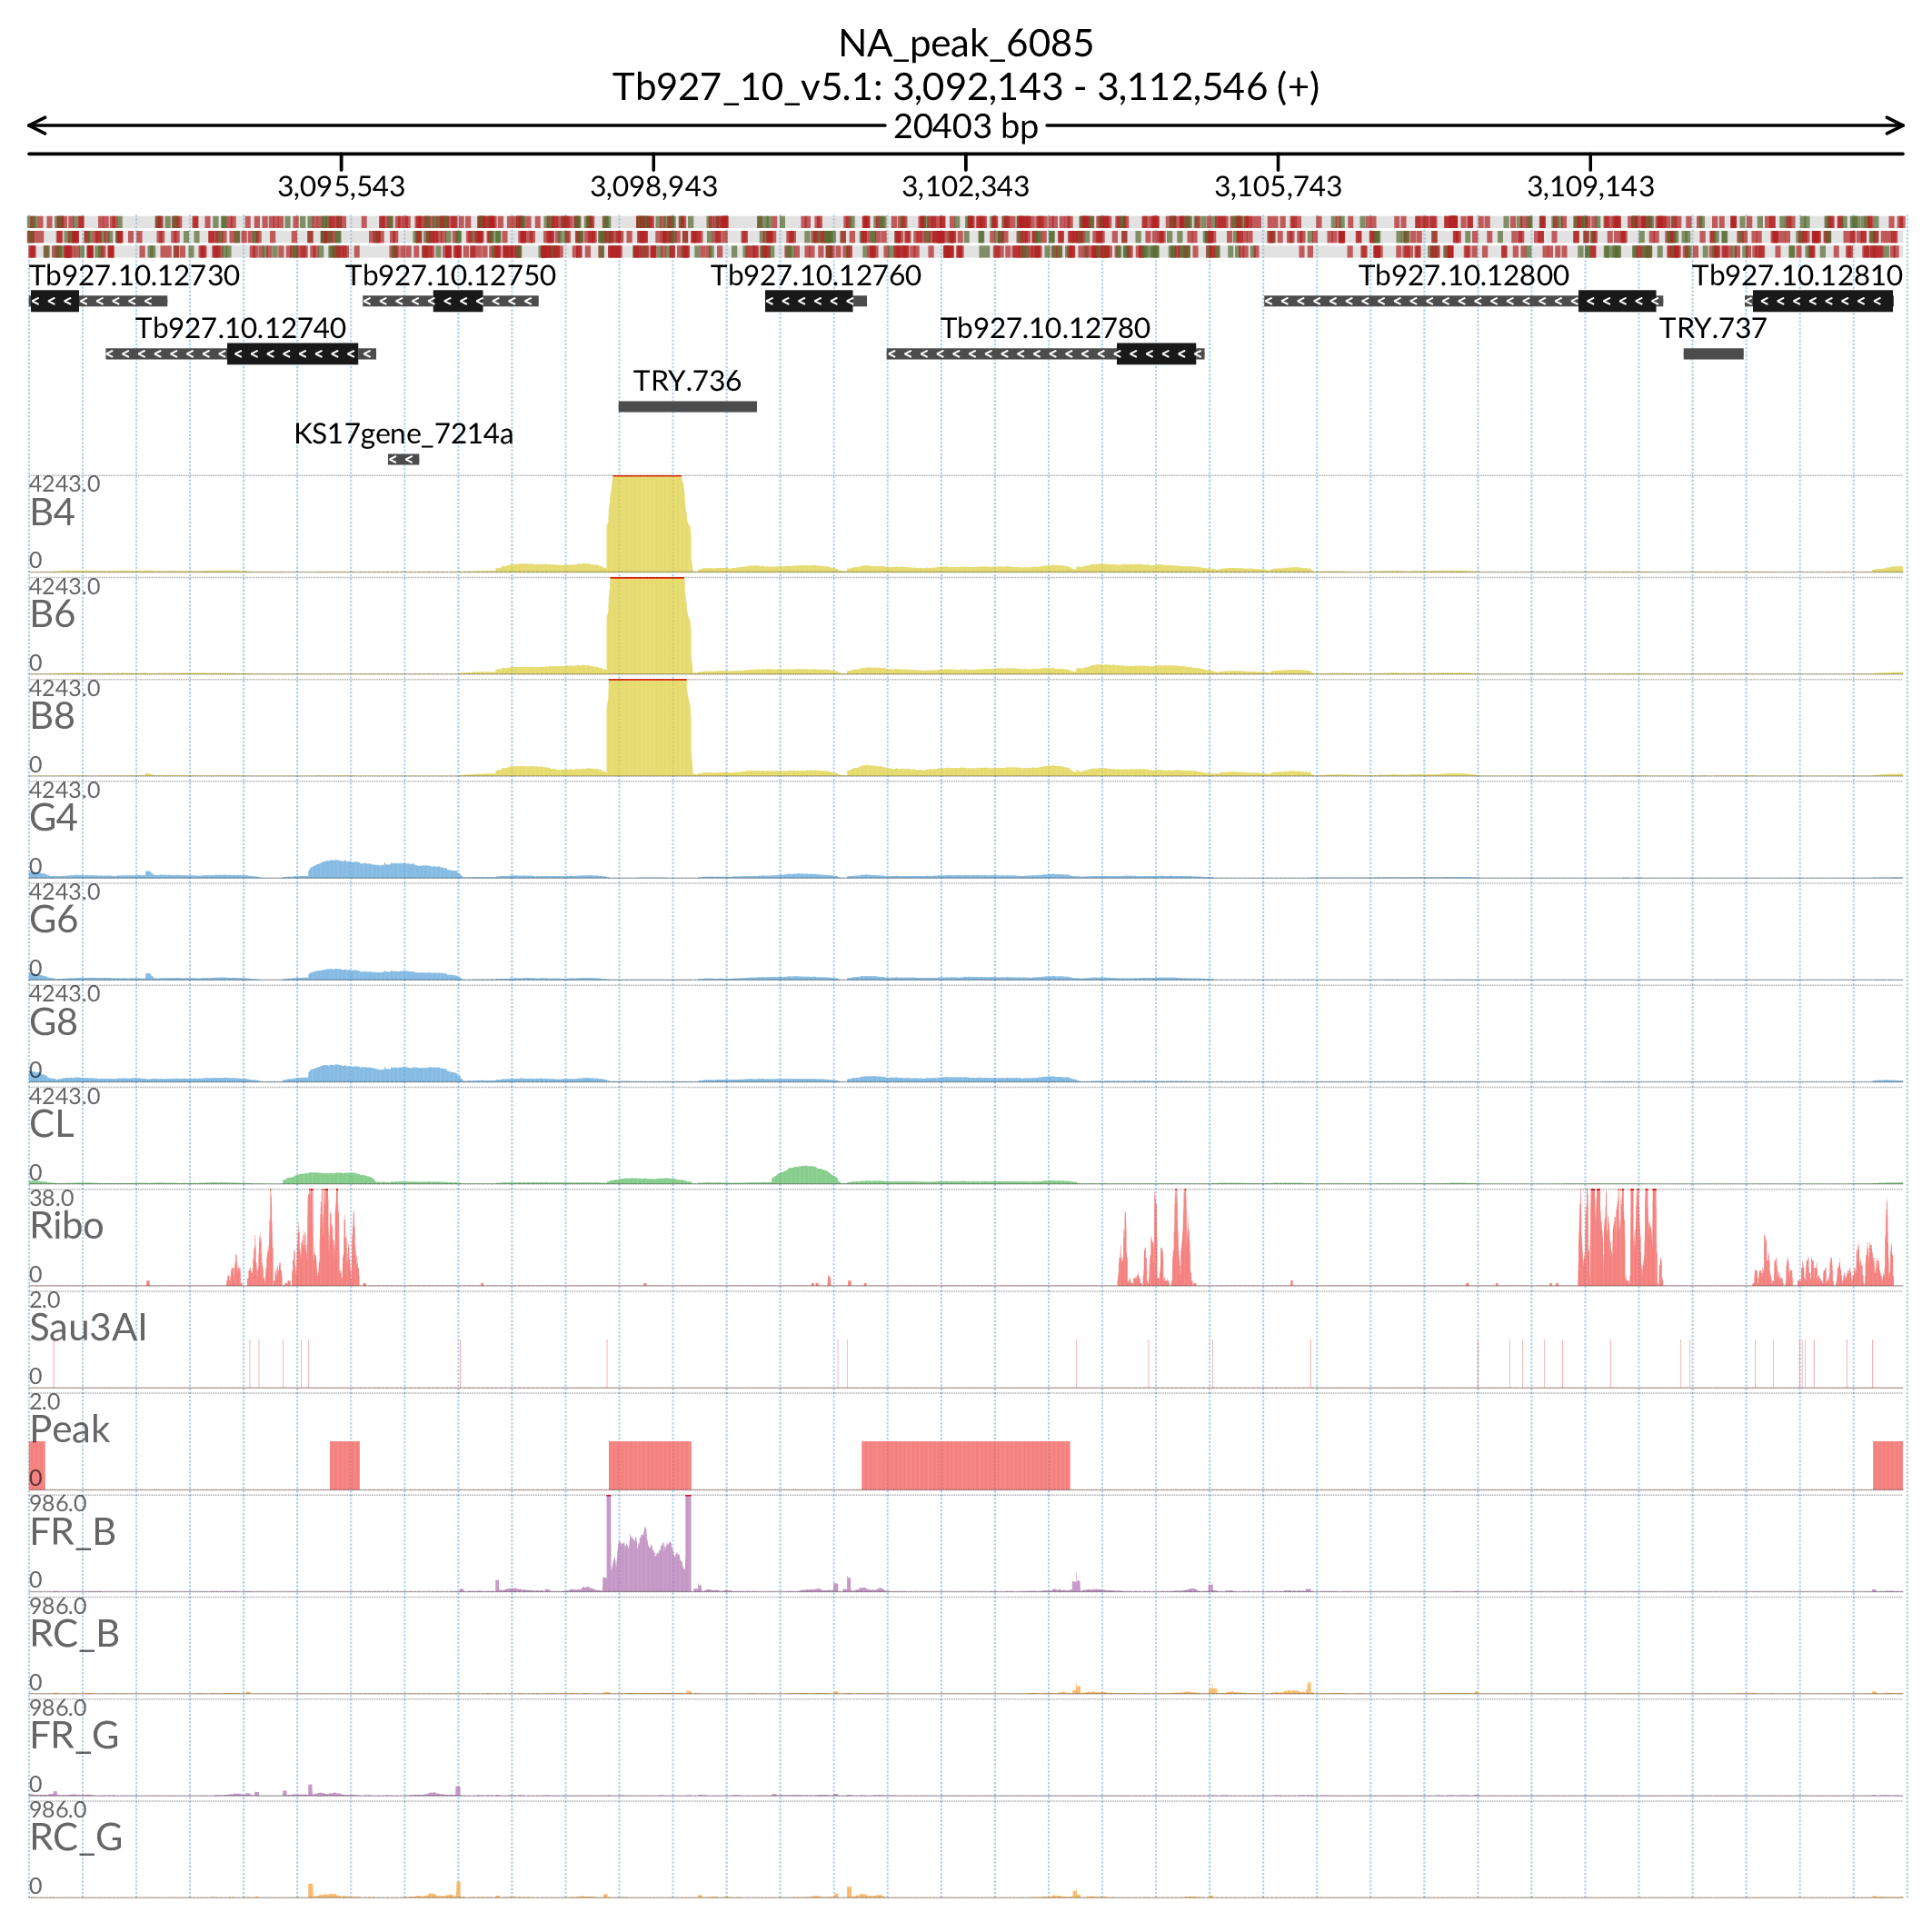 NA_peak_6085
Tb927_10_v5.1: 3,092,143 - 3,112,546 (+)
20403 bp
3,095,543 3,098,943 3,102,343 3,105,743 3,109,143
Tb927.10.12730 Tb927.10.12750 Tb927.10.12760 Tb927.10.12800 Tb927.10.12810
Tb927.10.12740 Tb927.10.12780 TRY.737
TRY.736
KS17gene_7214a
4243.0
B4
0
4243.0
B6
0
4243.0
B8
0
4243.0
G4
0
4243.0
G6
0
4243.0
G8
0
4243.0
CL
0
38.0
Ribo
0
2.0
Sau3AI
0
2.0
Peak
0
986.0
FR_B
0
986.0
RC_B
0
986.0
FR_G
0
986.0
RC_G
0